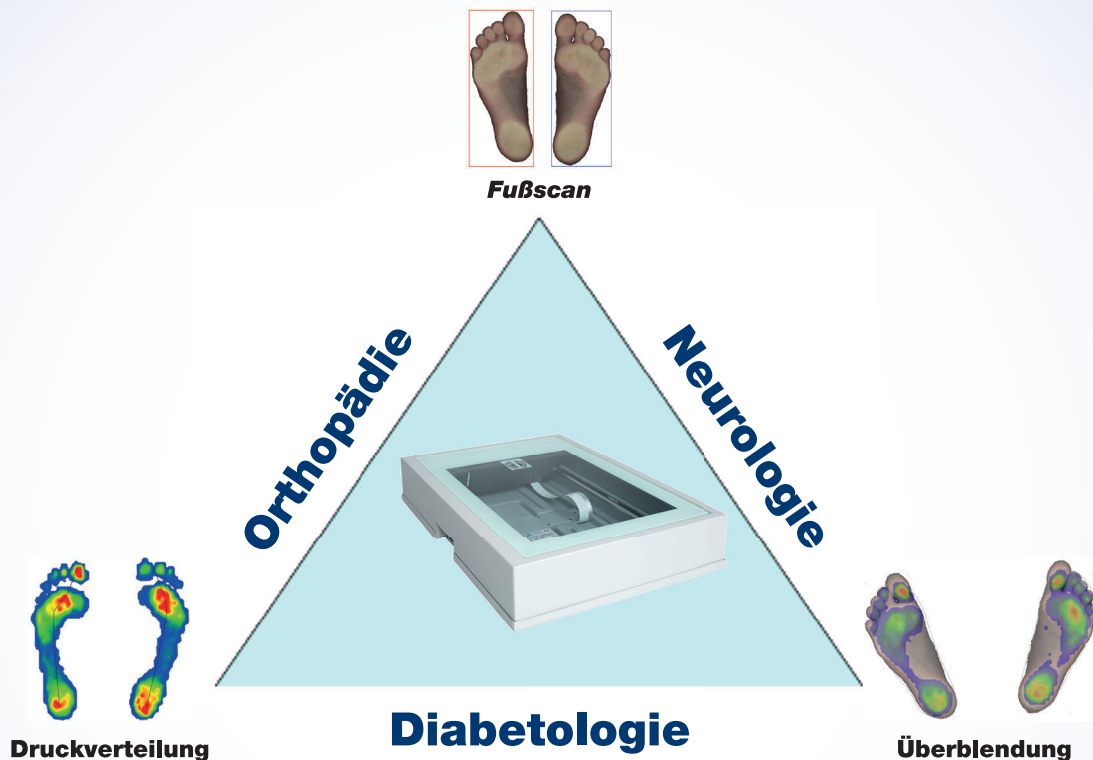 Fußscan
Orthopädie
Neurologie
Diabetologie
Druckverteilung
Überblendung